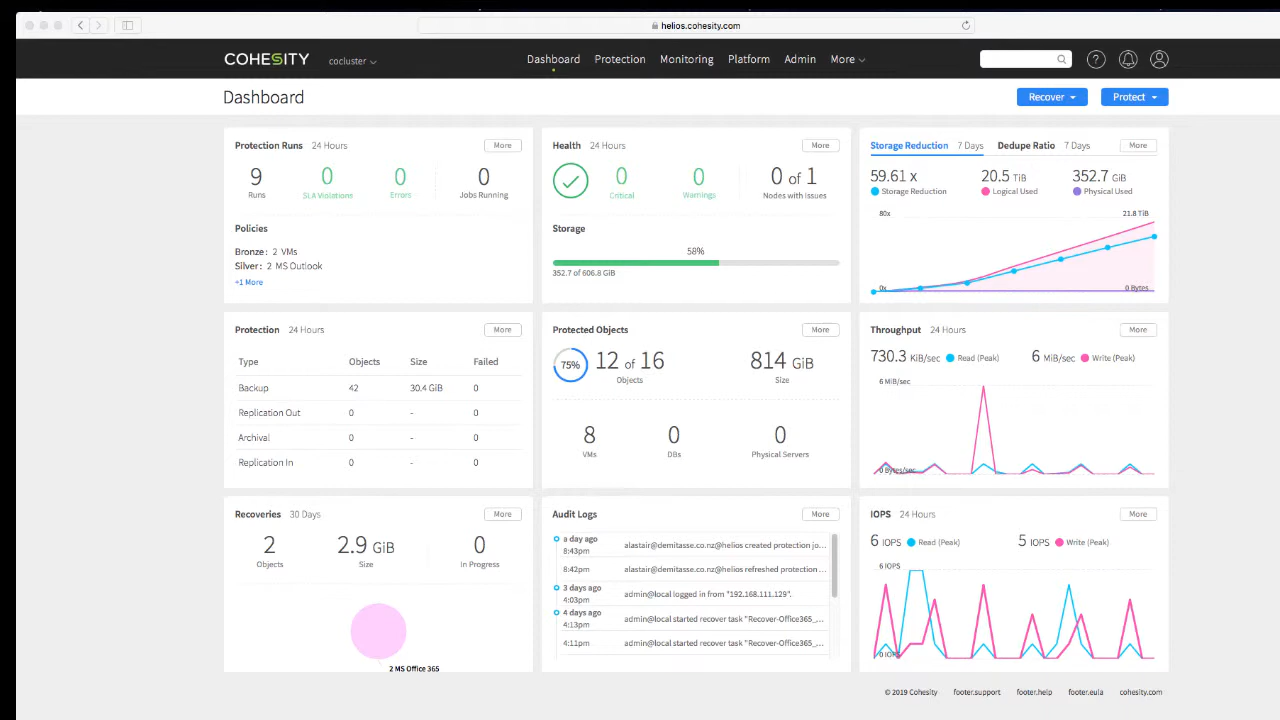 helios.cohesity.com
COHESITY cocluster Dashboard Protection Monitoring Platform Admin More ?
Dashboard Recover Protect
Protection Runs 24 Hours More
9 0 0 0
Runs SLA Violations Errors Jobs Running
Policies
Bronze: 2 VMs
Silver: 2 MS Outlook
+1 More
Health 24 Hours More
0 0 0 of 1
Critical Warnings Nodes with Issues
Storage
58%
352.7 of 606.8 GiB
Storage Reduction 7 Days Dedupe Ratio 7 Days More
59.61 x 20.5 TiB 352.7 GiB
Storage Reduction Logical Used Physical Used
80x 21.8 TiB
0x 0 Bytes
Protection 24 Hours More
Type Objects Size Failed
Backup 42 30.4 GiB 0
Replication Out 0 - 0
Archival 0 - 0
Replication In 0 - 0
Protected Objects More
75% 12 of 16 814 GiB
Objects Size
8 0 0
VMs DBs Physical Servers
Throughput 24 Hours More
730.3 KiB/sec Read (Peak) 6 MiB/sec Write (Peak)
6 MiB/sec
0 Bytes/sec
Recoveries 30 Days More
2 2.9 GiB 0
Objects Size In Progress
2 MS Office 365
Audit Logs More
a day ago
8:43pm alastair@demitasse.co.nz@helios created protection jo...
8:42pm alastair@demitasse.co.nz@helios refreshed protection ...
3 days ago
4:03pm admin@local logged in from "192.168.111.129".
4 days ago
4:13pm admin@local started recover task "Recover-Office365_...
4:11pm admin@local started recover task "Recover-Office365_...
IOPS 24 Hours More
6 IOPS Read (Peak) 5 IOPS Write (Peak)
6 IOPS
0 IOPS
© 2019 Cohesity footer.support footer.help footer.eula cohesity.com